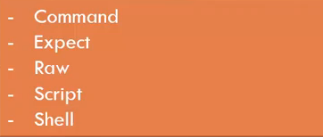 - Command
- Expect
- Raw
- Script
- Shell